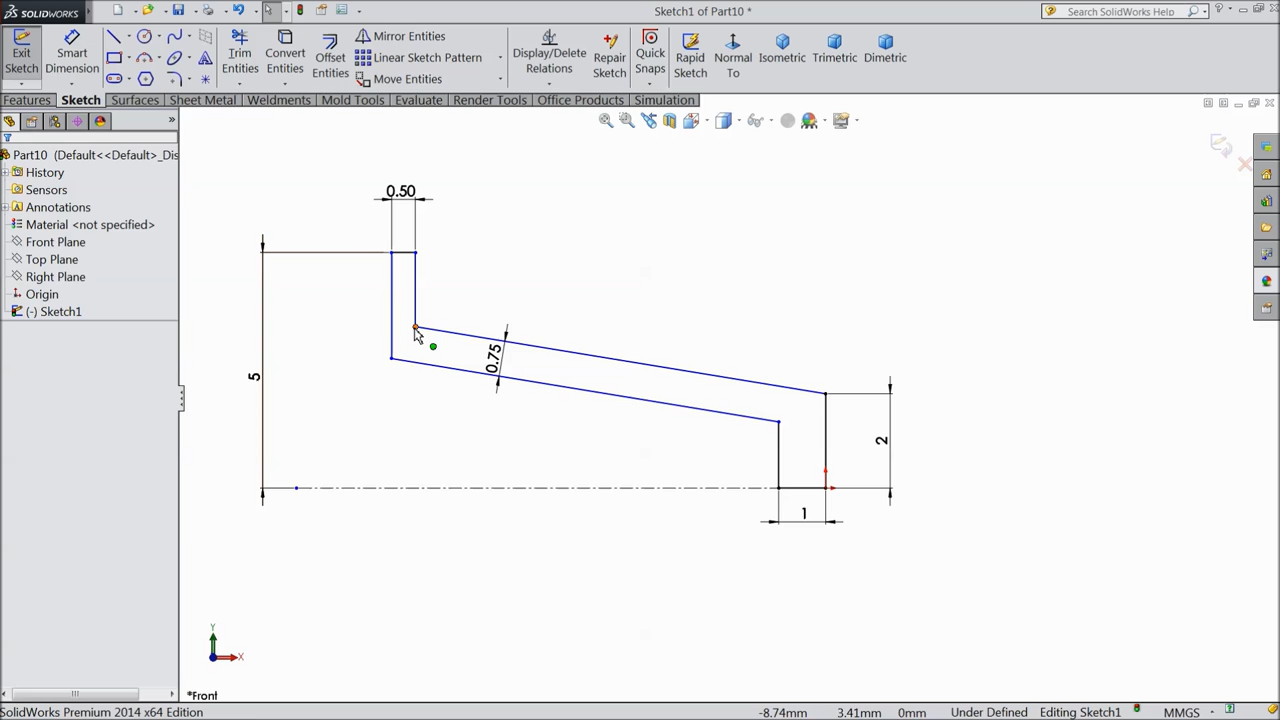 SOLIDWORKS
Sketch1 of Part10 *
Search SolidWorks Help
Exit
Sketch
Smart
Dimension
Trim
Entities
Convert
Entities
Offset
Entities
Mirror Entities
Linear Sketch Pattern
Move Entities
Display/Delete
Relations
Repair
Sketch
Quick
Snaps
Rapid
Sketch
Normal
To
Isometric
Trimetric
Dimetric
Features
Sketch
Surfaces
Sheet Metal
Weldments
Mold Tools
Evaluate
Render Tools
Office Products
Simulation
Part10 (Default<<Default>_Dis
History
Sensors
Annotations
Material <not specified>
Front Plane
Top Plane
Right Plane
Origin
(-) Sketch1
0.50
5
0.75
2
1
Y
X
*Front
SolidWorks Premium 2014 x64 Edition
-8.74mm
3.41mm
0mm
Under Defined
Editing Sketch1
MMGS